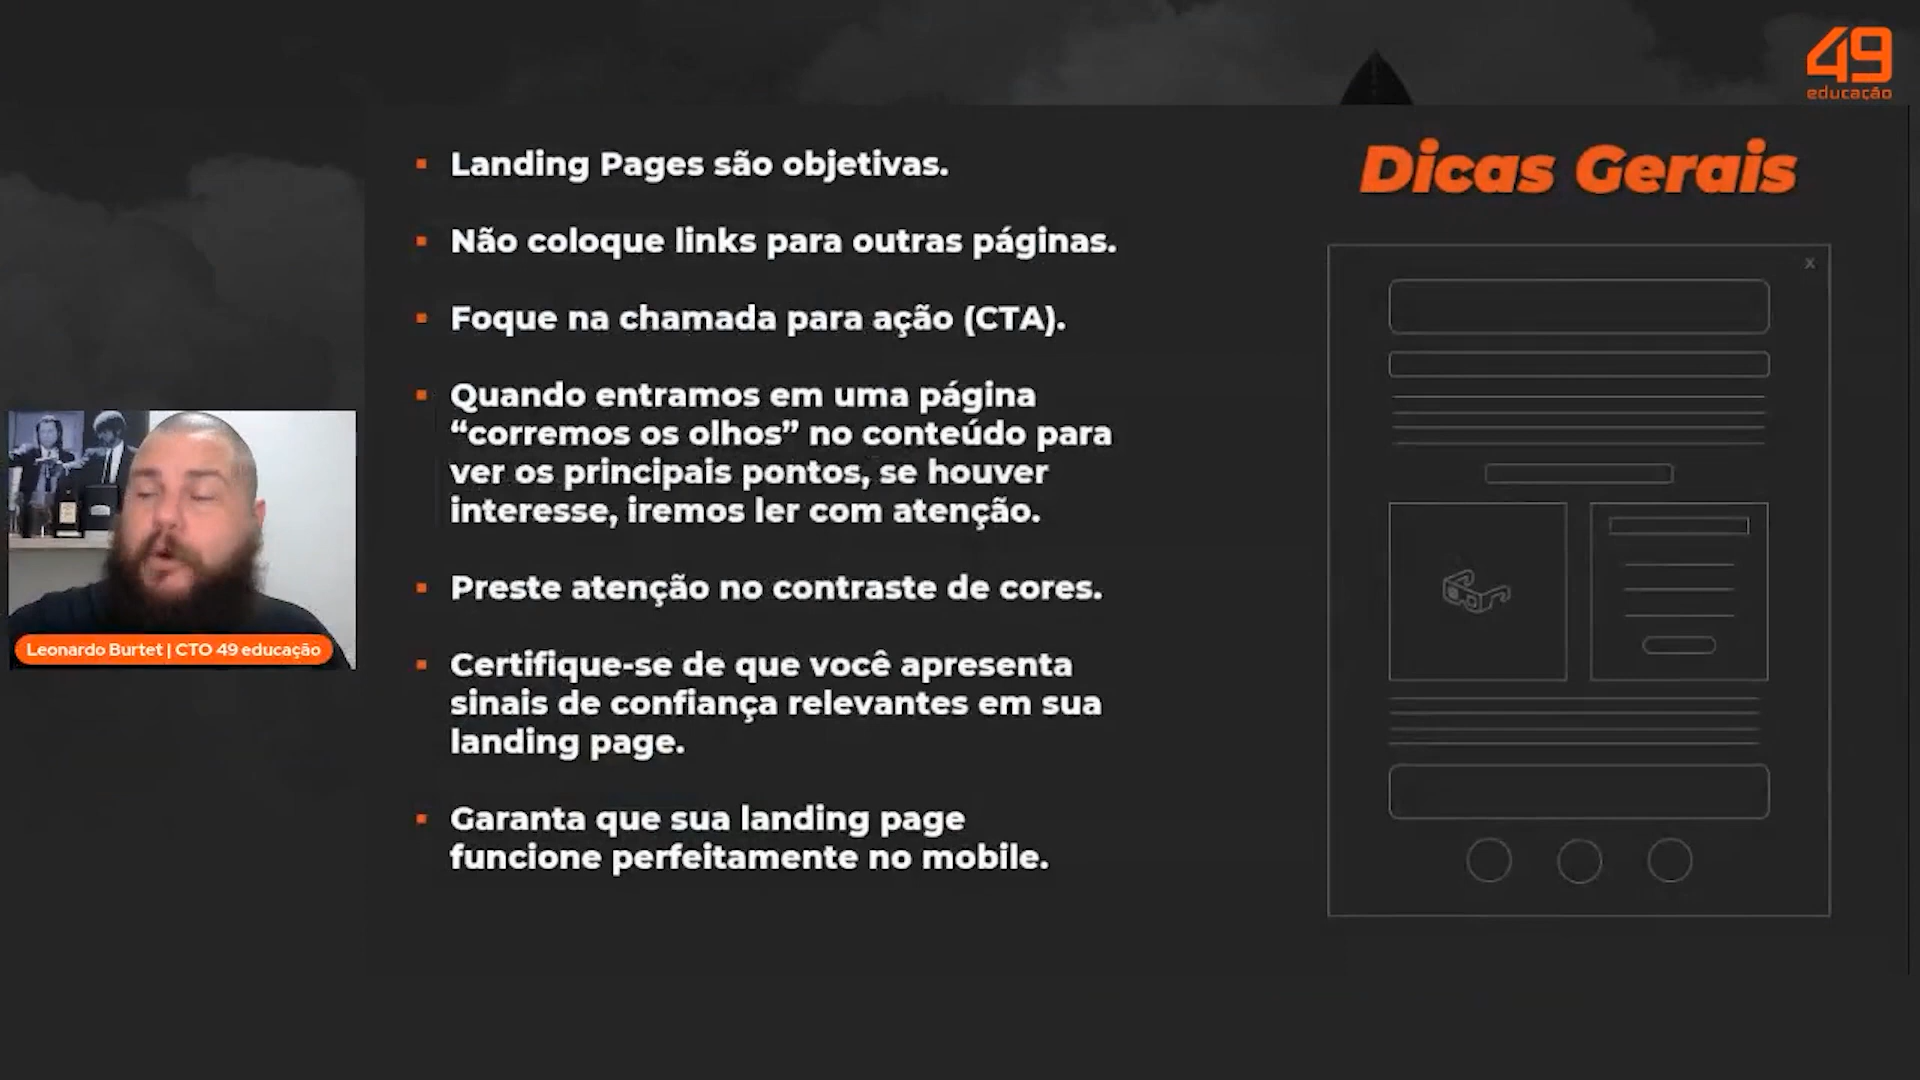 49
educação
Dicas Gerais
▪ Landing Pages são objetivas.
▪ Não coloque links para outras páginas.
▪ Foque na chamada para ação (CTA).
▪ Quando entramos em uma página
“corremos os olhos” no conteúdo para
ver os principais pontos, se houver
interesse, iremos ler com atenção.
▪ Preste atenção no contraste de cores.
▪ Certifique-se de que você apresenta
sinais de confiança relevantes em sua
landing page.
▪ Garanta que sua landing page
funcione perfeitamente no mobile.
x
Leonardo Burtet | CTO 49 educação